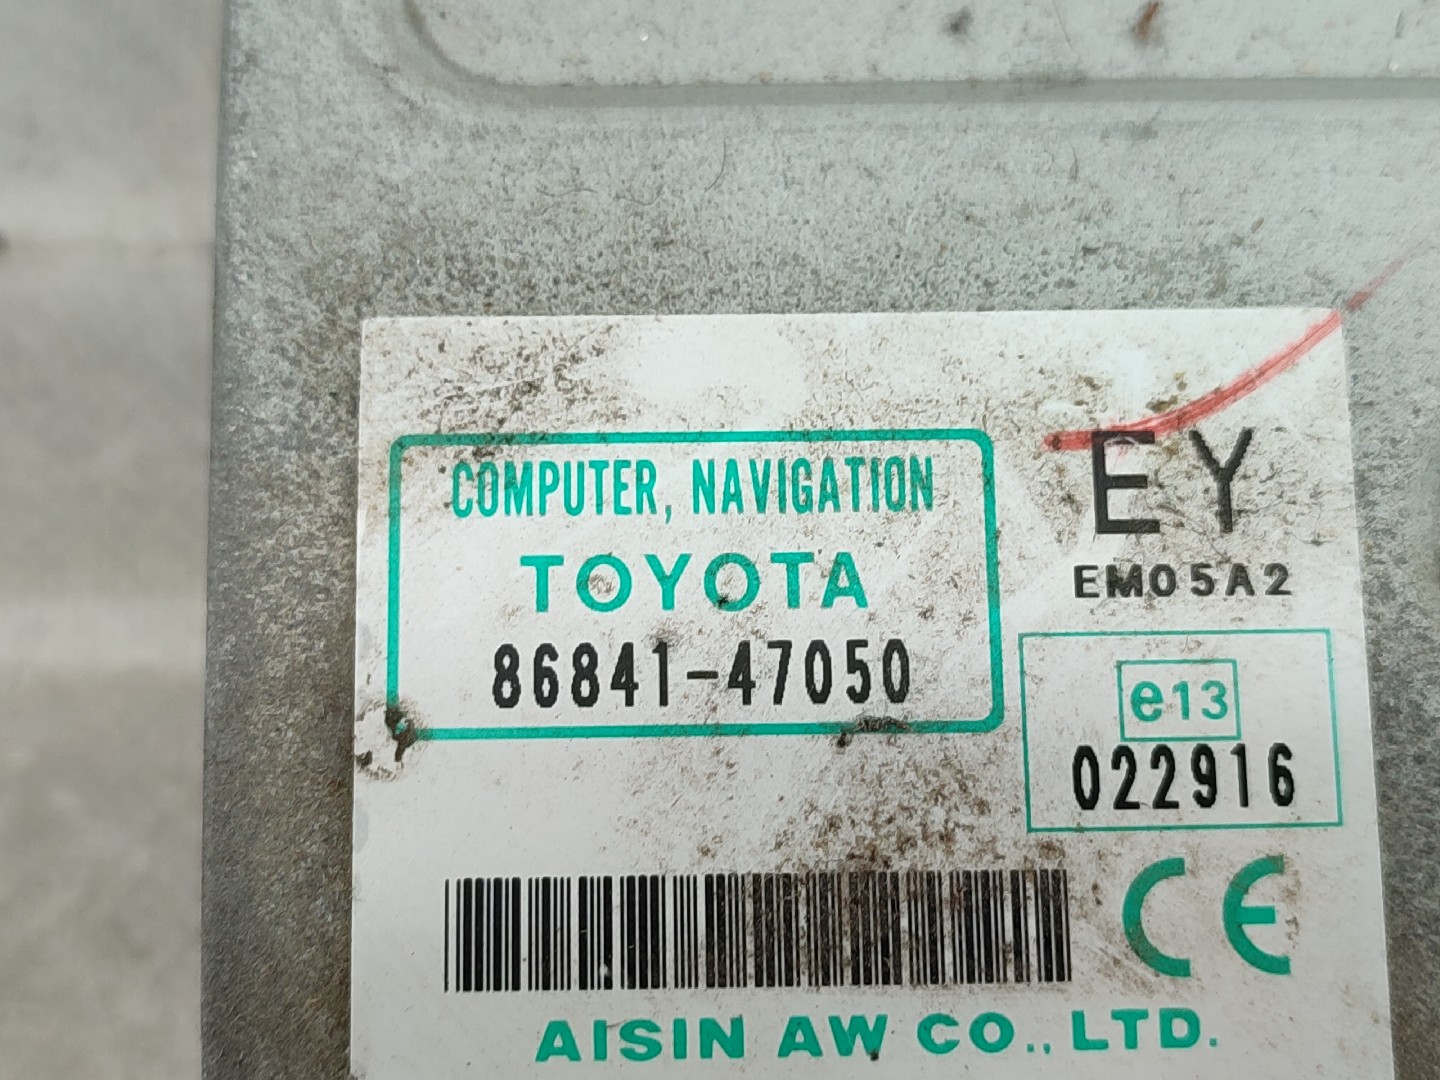 COMPUTER, NAVIGATION
TOYOTA
86841-47050
EY
EM05A2
e13
022916
CE
AISIN AW CO., LTD.